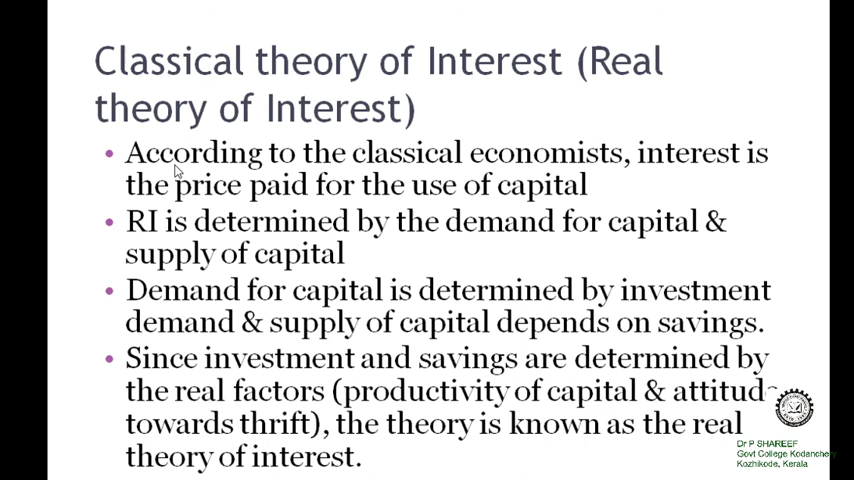 Classical theory of Interest (Real
theory of Interest)
• According to the classical economists, interest is
the price paid for the use of capital
• RI is determined by the demand for capital &
supply of capital
• Demand for capital is determined by investment
demand & supply of capital depends on savings.
• Since investment and savings are determined by
the real factors (productivity of capital & attitude
towards thrift), the theory is known as the real
theory of interest.
Dr P SHAREEF
Govt College Kodanchery
Kozhikode, Kerala